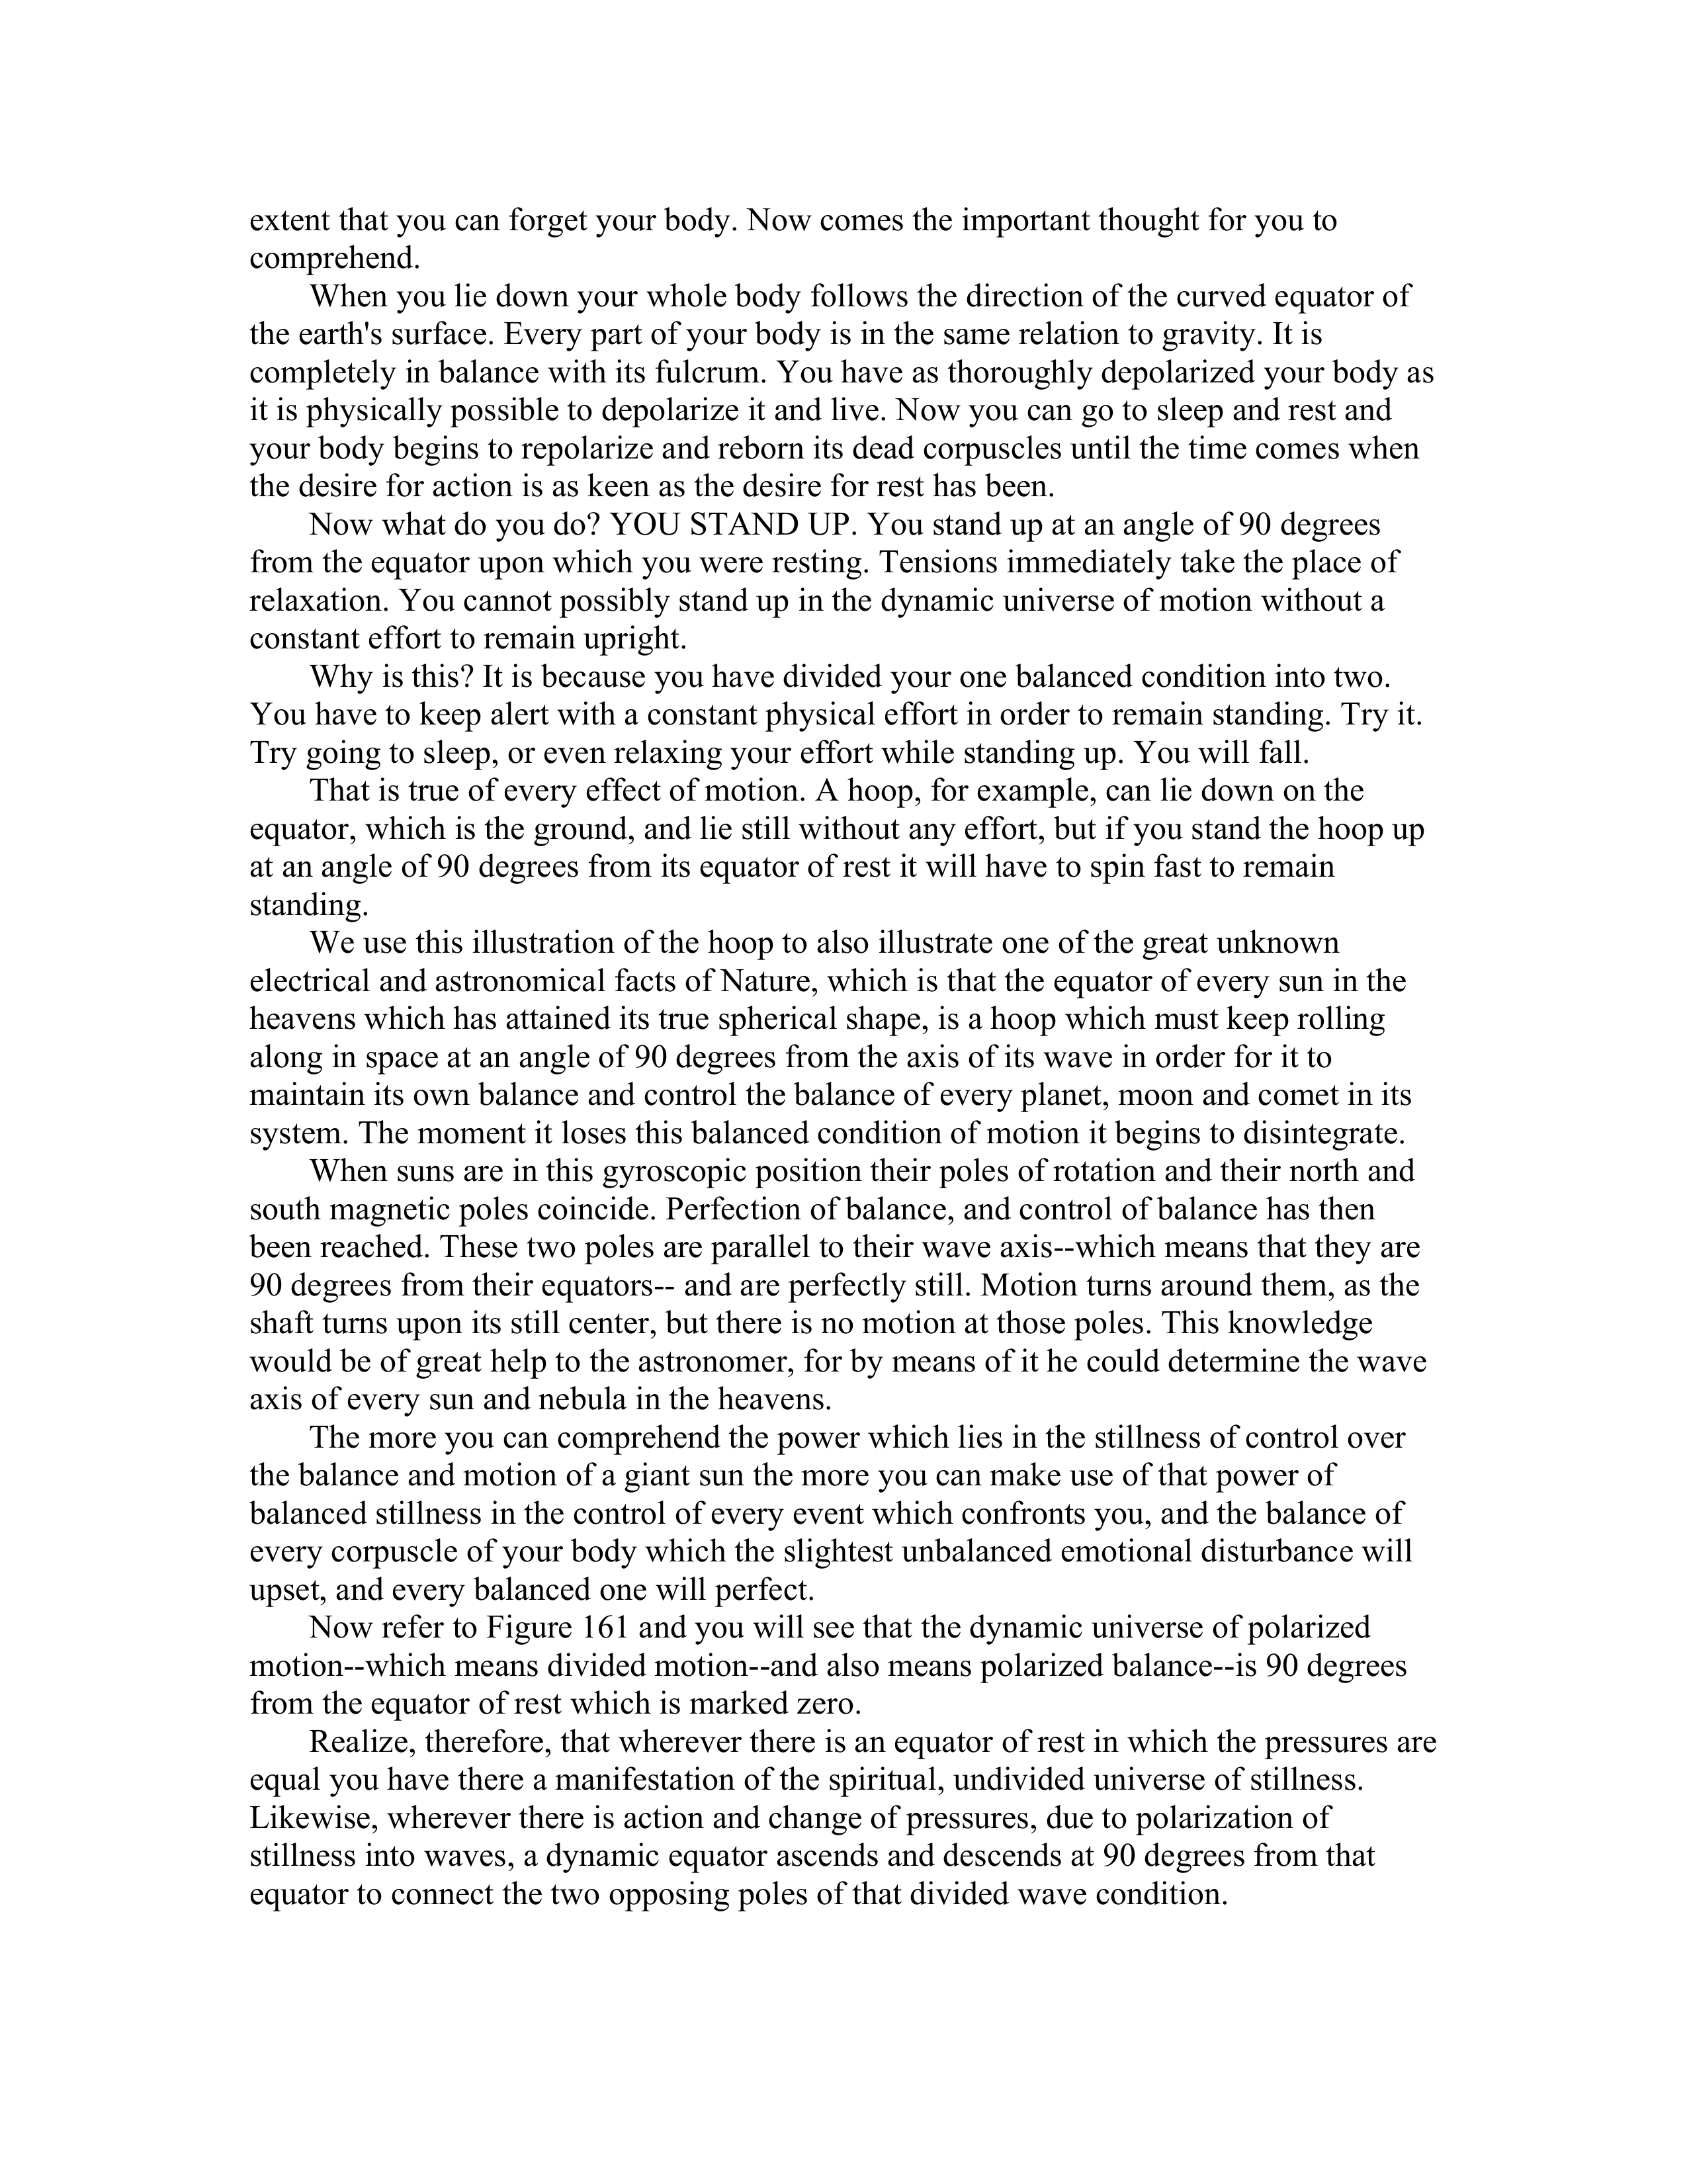 extent that you can forget your body. Now comes the important thought for you to
comprehend.
When you lie down your whole body follows the direction of the curved equator of
the earth's surface. Every part of your body is in the same relation to gravity. It is
completely in balance with its fulcrum. You have as thoroughly depolarized your body as
it is physically possible to depolarize it and live. Now you can go to sleep and rest and
your body begins to repolarize and reborn its dead corpuscles until the time comes when
the desire for action is as keen as the desire for rest has been.
Now what do you do? YOU STAND UP. You stand up at an angle of 90 degrees
from the equator upon which you were resting. Tensions immediately take the place of
relaxation. You cannot possibly stand up in the dynamic universe of motion without a
constant effort to remain upright.
Why is this? It is because you have divided your one balanced condition into two.
You have to keep alert with a constant physical effort in order to remain standing. Try it.
Try going to sleep, or even relaxing your effort while standing up. You will fall.
That is true of every effect of motion. A hoop, for example, can lie down on the
equator, which is the ground, and lie still without any effort, but if you stand the hoop up
at an angle of 90 degrees from its equator of rest it will have to spin fast to remain
standing.
We use this illustration of the hoop to also illustrate one of the great unknown
electrical and astronomical facts of Nature, which is that the equator of every sun in the
heavens which has attained its true spherical shape, is a hoop which must keep rolling
along in space at an angle of 90 degrees from the axis of its wave in order for it to
maintain its own balance and control the balance of every planet, moon and comet in its
system. The moment it loses this balanced condition of motion it begins to disintegrate.
When suns are in this gyroscopic position their poles of rotation and their north and
south magnetic poles coincide. Perfection of balance, and control of balance has then
been reached. These two poles are parallel to their wave axis--which means that they are
90 degrees from their equators-- and are perfectly still. Motion turns around them, as the
shaft turns upon its still center, but there is no motion at those poles. This knowledge
would be of great help to the astronomer, for by means of it he could determine the wave
axis of every sun and nebula in the heavens.
The more you can comprehend the power which lies in the stillness of control over
the balance and motion of a giant sun the more you can make use of that power of
balanced stillness in the control of every event which confronts you, and the balance of
every corpuscle of your body which the slightest unbalanced emotional disturbance will
upset, and every balanced one will perfect.
Now refer to Figure 161 and you will see that the dynamic universe of polarized
motion--which means divided motion--and also means polarized balance--is 90 degrees
from the equator of rest which is marked zero.
Realize, therefore, that wherever there is an equator of rest in which the pressures are
equal you have there a manifestation of the spiritual, undivided universe of stillness.
Likewise, wherever there is action and change of pressures, due to polarization of
stillness into waves, a dynamic equator ascends and descends at 90 degrees from that
equator to connect the two opposing poles of that divided wave condition.